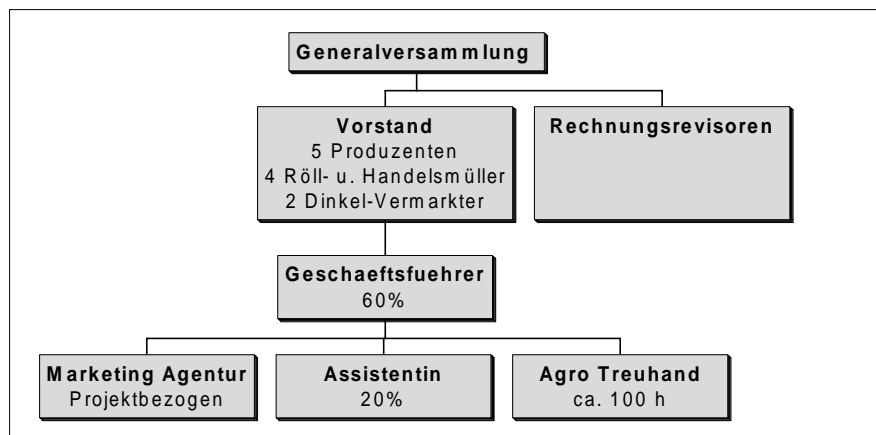 Generalversammlung
Vorstand
5 Produzenten
4 Röll- u. Handelsmüller
2 Dinkel-Vermarkter
Rechnungsrevisoren
Geschaeftsfuehrer
60%
Marketing Agentur
Projektbezogen
Assistentin
20%
Agro Treuhand
ca. 100 h